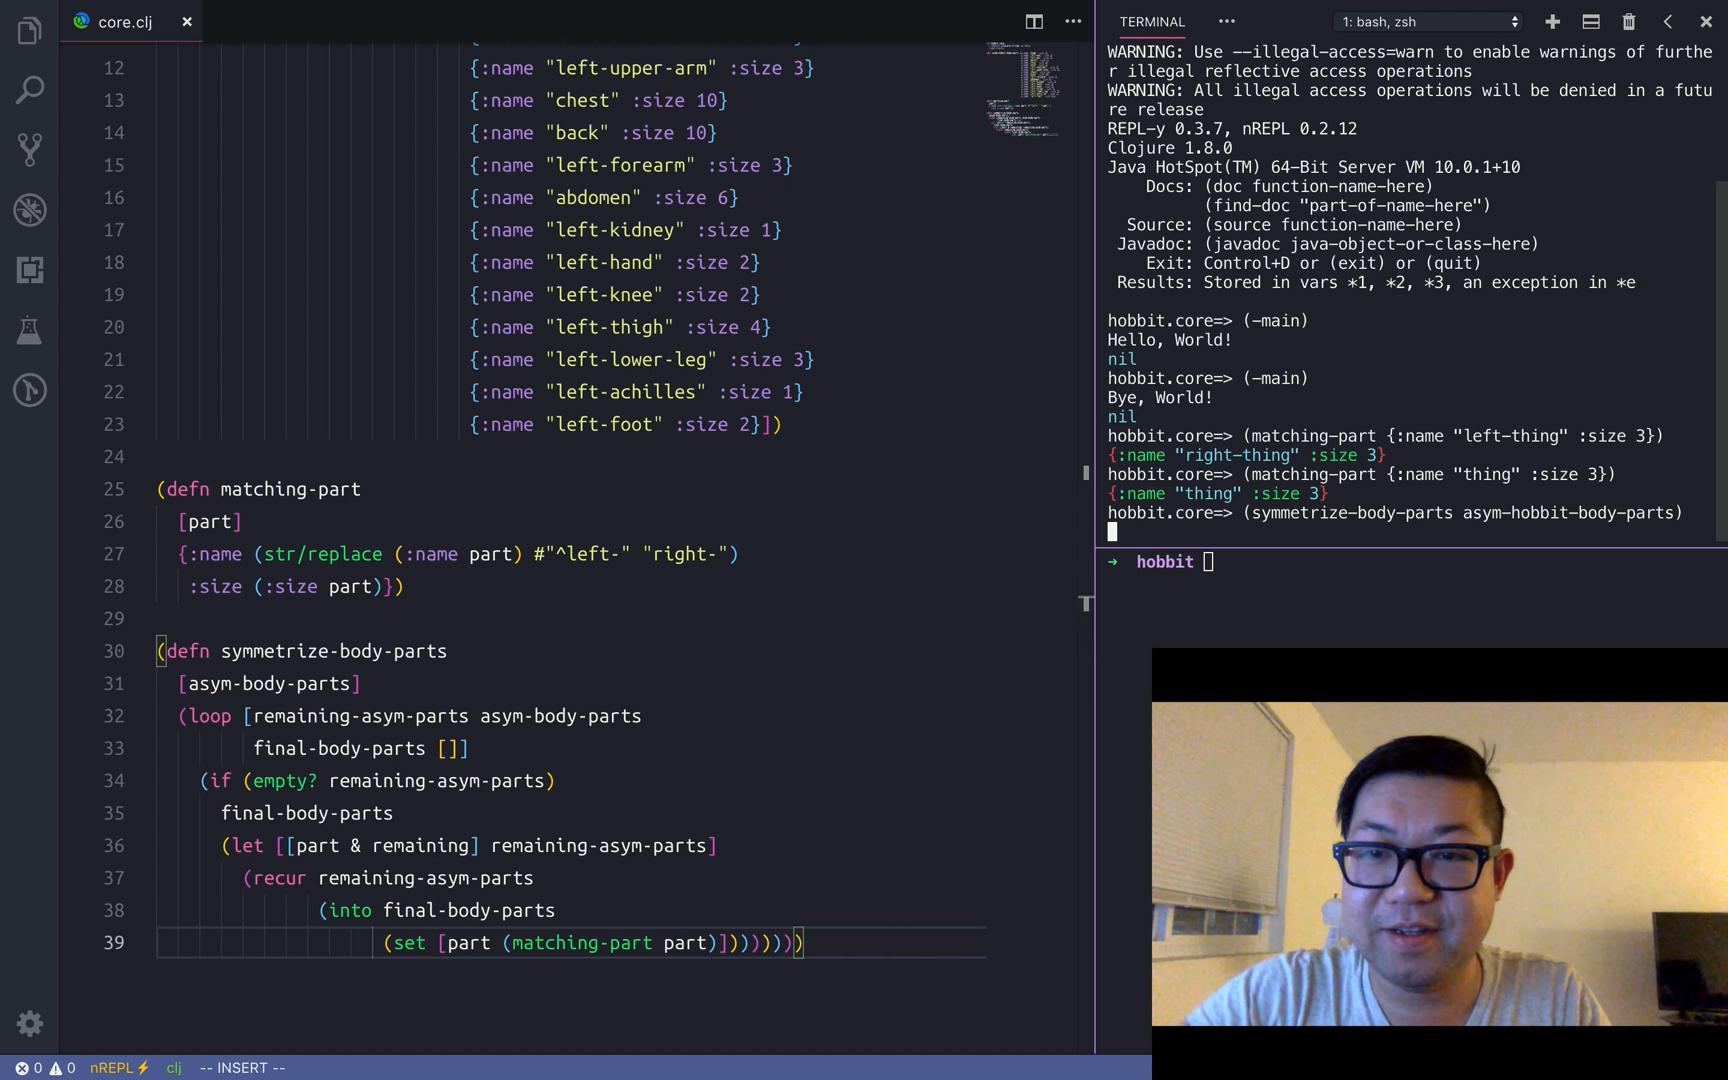 core.clj
12 {:name "left-upper-arm" :size 3}
13 {:name "chest" :size 10}
14 {:name "back" :size 10}
15 {:name "left-forearm" :size 3}
16 {:name "abdomen" :size 6}
17 {:name "left-kidney" :size 1}
18 {:name "left-hand" :size 2}
19 {:name "left-knee" :size 2}
20 {:name "left-thigh" :size 4}
21 {:name "left-lower-leg" :size 3}
22 {:name "left-achilles" :size 1}
23 {:name "left-foot" :size 2}])
24
25 (defn matching-part
26 [part]
27 {:name (str/replace (:name part) #"^left-" "right-")
28 :size (:size part)})
29
30 (defn symmetrize-body-parts
31 [asym-body-parts]
32 (loop [remaining-asym-parts asym-body-parts
33 final-body-parts []]
34 (if (empty? remaining-asym-parts)
35 final-body-parts
36 (let [[part & remaining] remaining-asym-parts]
37 (recur remaining-asym-parts
38 (into final-body-parts
39 (set [part (matching-part part)])))))))
0 0 nREPL⚡ clj -- INSERT --
TERMINAL
1: bash, zsh
WARNING: Use --illegal-access=warn to enable warnings of furthe
r illegal reflective access operations
WARNING: All illegal access operations will be denied in a futu
re release
REPL-y 0.3.7, nREPL 0.2.12
Clojure 1.8.0
Java HotSpot(TM) 64-Bit Server VM 10.0.1+10
Docs: (doc function-name-here)
(find-doc "part-of-name-here")
Source: (source function-name-here)
Javadoc: (javadoc java-object-or-class-here)
Exit: Control+D or (exit) or (quit)
Results: Stored in vars *1, *2, *3, an exception in *e
hobbit.core=> (-main)
Hello, World!
nil
hobbit.core=> (-main)
Bye, World!
nil
hobbit.core=> (matching-part {:name "left-thing" :size 3})
{:name "right-thing" :size 3}
hobbit.core=> (matching-part {:name "thing" :size 3})
{:name "thing" :size 3}
hobbit.core=> (symmetrize-body-parts asym-hobbit-body-parts)
→ hobbit